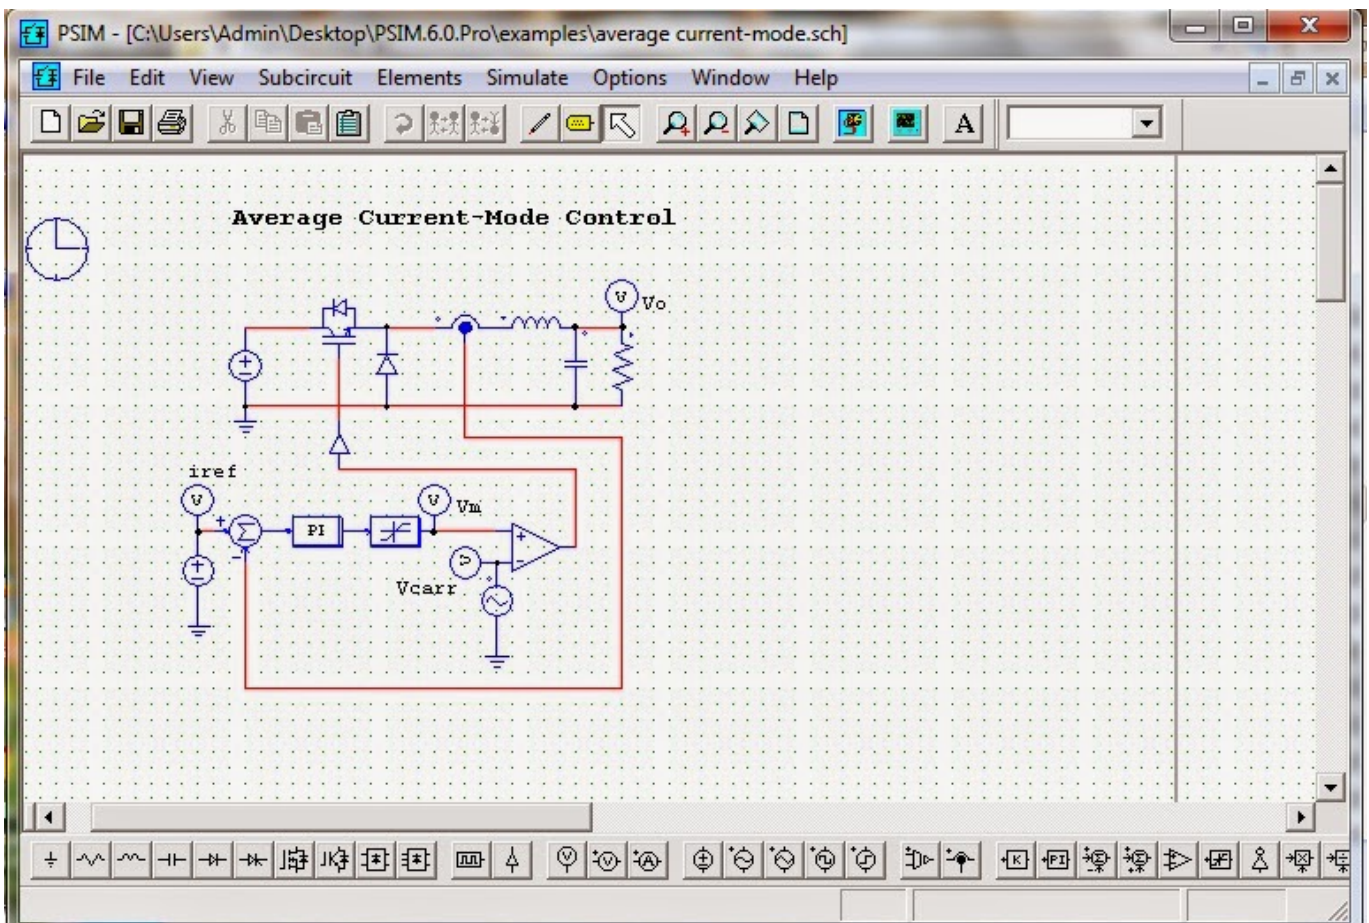 PSIM - [C:\Users\Admin\Desktop\PSIM.6.0.Pro\examples\average current-mode.sch]
File Edit View Subcircuit Elements Simulate Options Window Help
A
Average Current-Mode Control
V Vo
iref
V
V Vm
PI
V
Vcarr
V V A
K PI